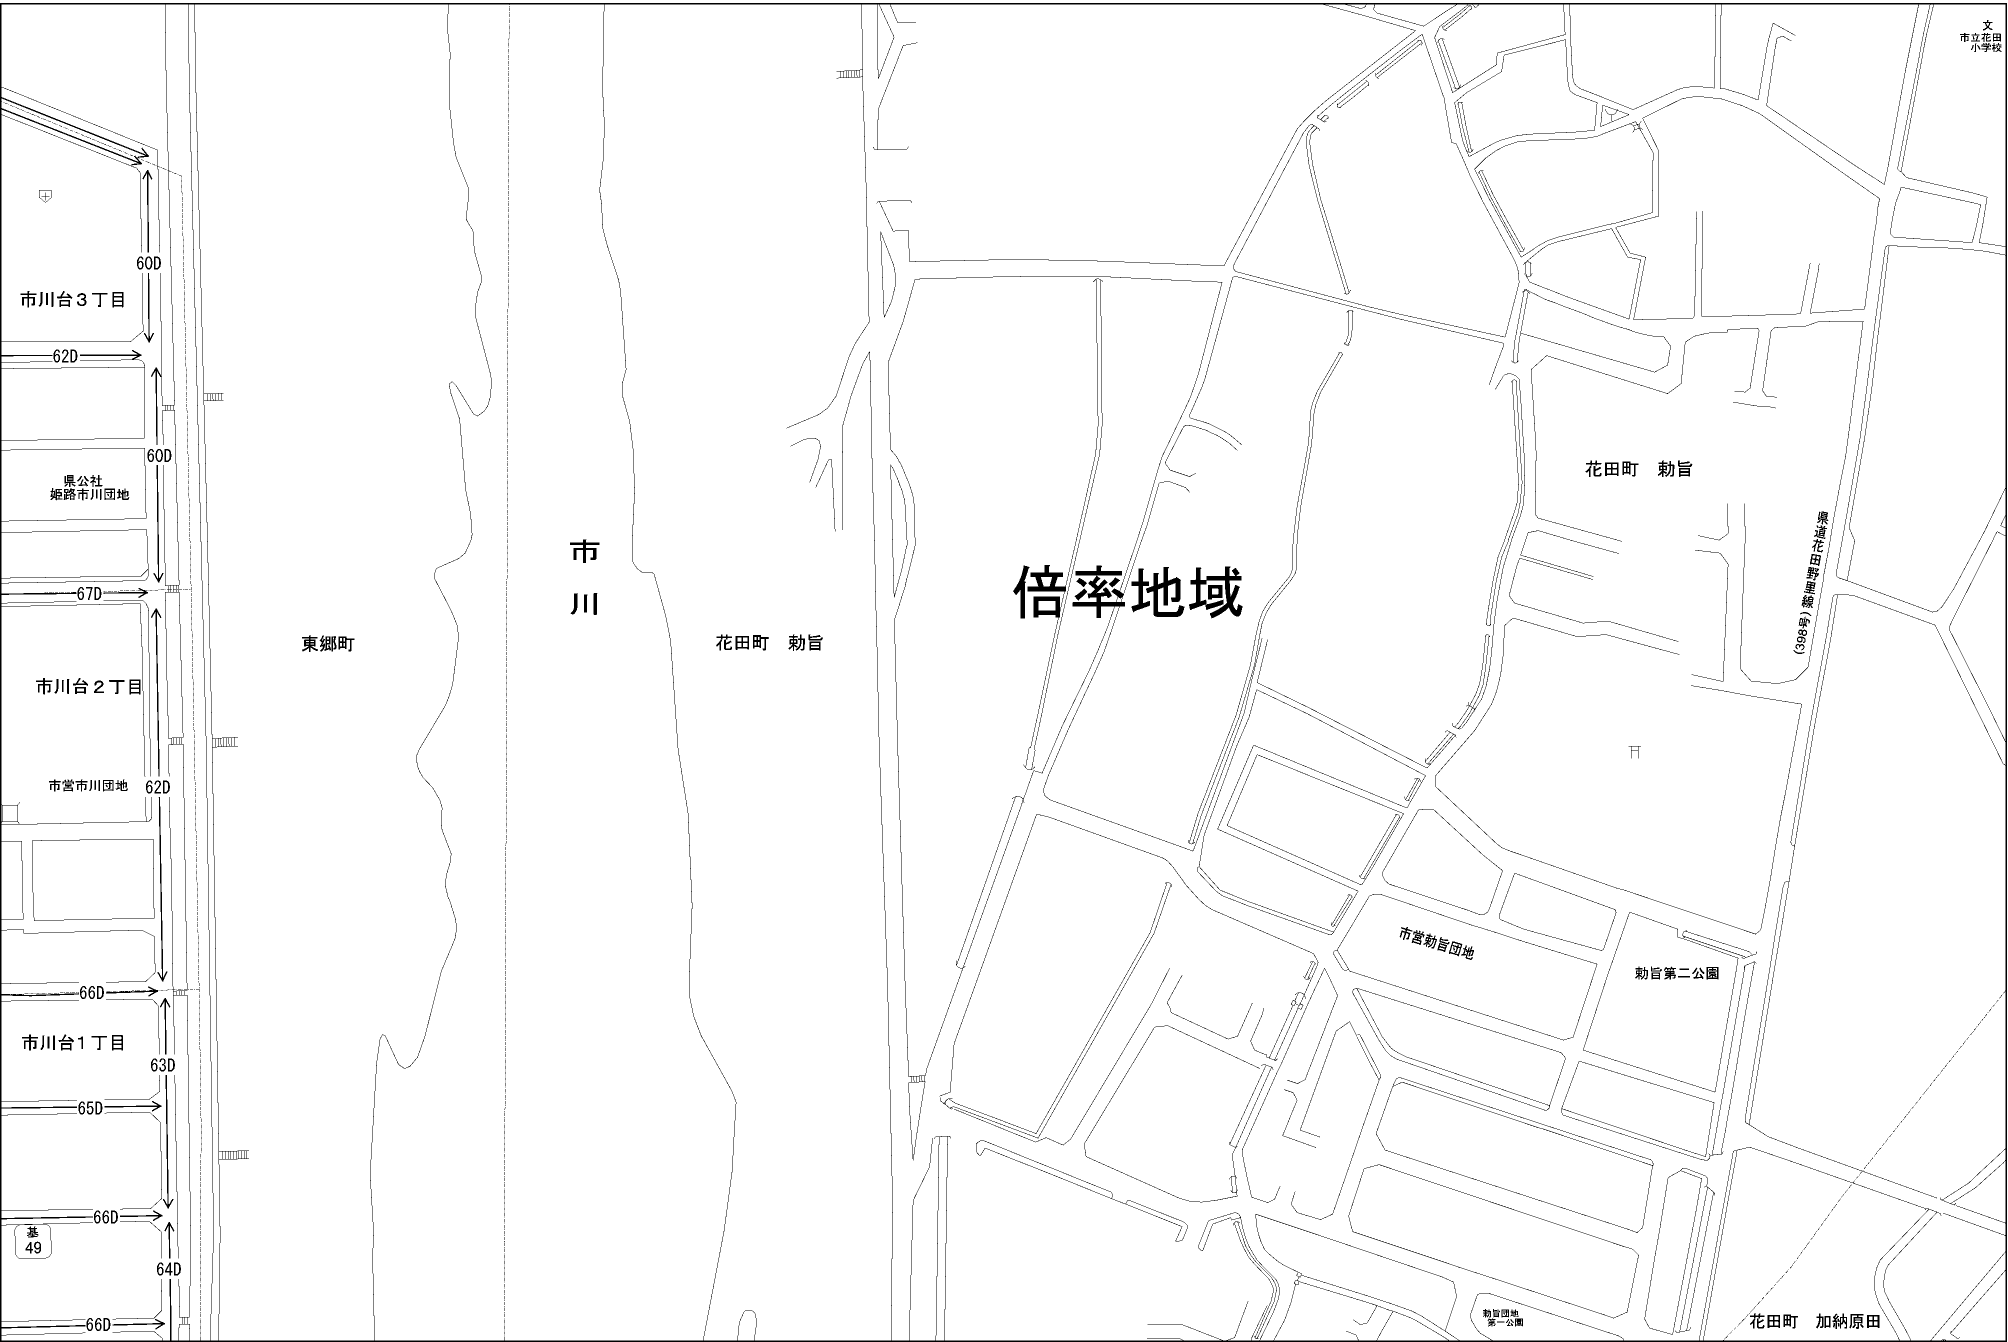 文
市立花田
小学校
60D
市川台3丁目
62D
60D
県公社
姫路市川団地
67D
市川台2丁目
市営市川団地
62D
66D
市川台1丁目
63D
65D
66D
基
49
64D
66D
東郷町
市
川
花田町 勅旨
倍率地域
花田町 勅旨
県道花田野里線(398号)
市営勅旨団地
勅旨第二公園
勅旨団地
第一公園
花田町 加納原田